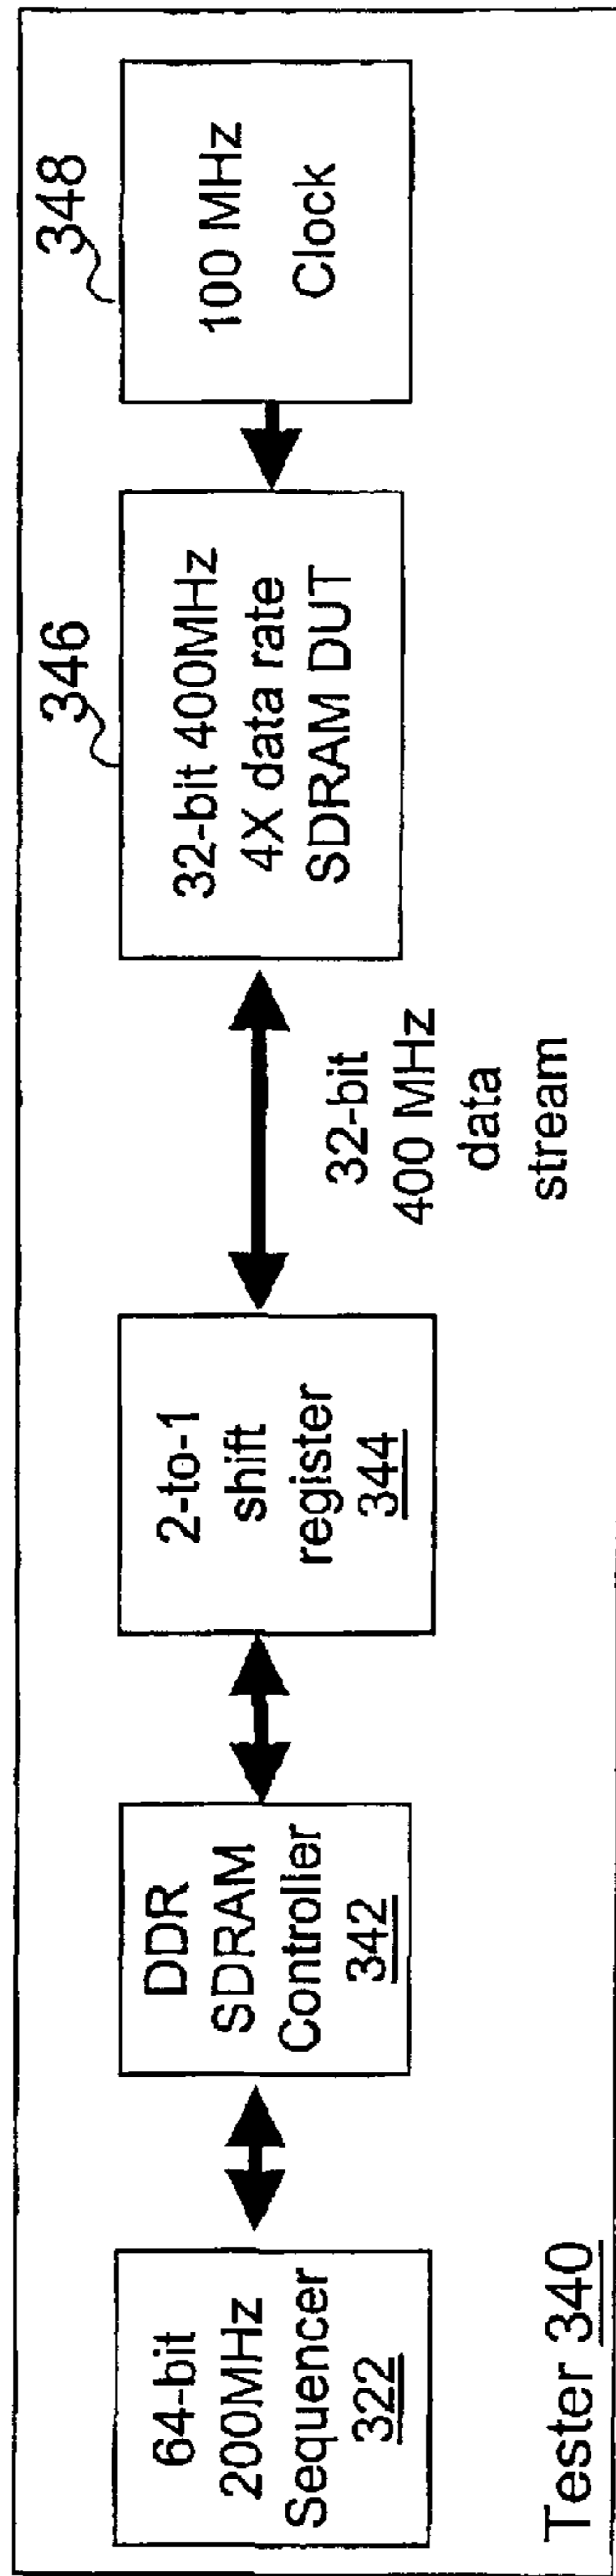 64-bit
200MHz
Sequencer
322
DDR
SDRAM
Controller
342
2-to-1
shift
register
344
32-bit
400 MHz
data
stream
346
32-bit 400MHz
4X data rate
SDRAM DUT
348
100 MHz
Clock
Tester 340